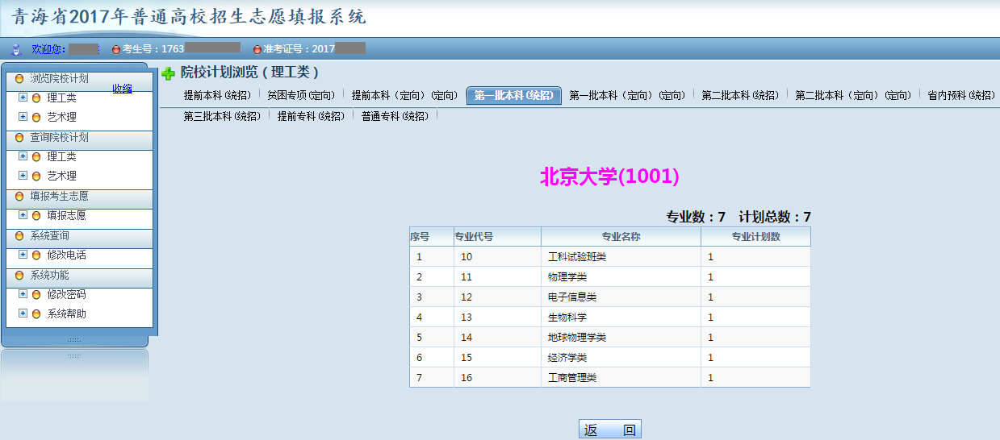 青海省2017年普通高校招生志愿填报系统
欢迎您: 考生号：1763 准考证号：2017
浏览院校计划
收缩
理工类
艺术理
查询院校计划
理工类
艺术理
填报考生志愿
填报志愿
系统查询
修改电话
系统功能
修改密码
系统帮助
院校计划浏览（理工类）
提前本科(统招) 贫困专项(定向) 提前本科（定向）(定向) 第一批本科(统招) 第一批本科（定向）(定向) 第二批本科(统招) 第二批本科（定向）(定向) 省内预科(统招)
第三批本科(统招) 提前专科(统招) 普通专科(统招)
北京大学(1001)
专业数：7 计划总数：7
序号 专业代号 专业名称 专业计划数
1 10 工科试验班类 1
2 11 物理学类 1
3 12 电子信息类 1
4 13 生物科学 1
5 14 地球物理学类 1
6 15 经济学类 1
7 16 工商管理类 1
返 回